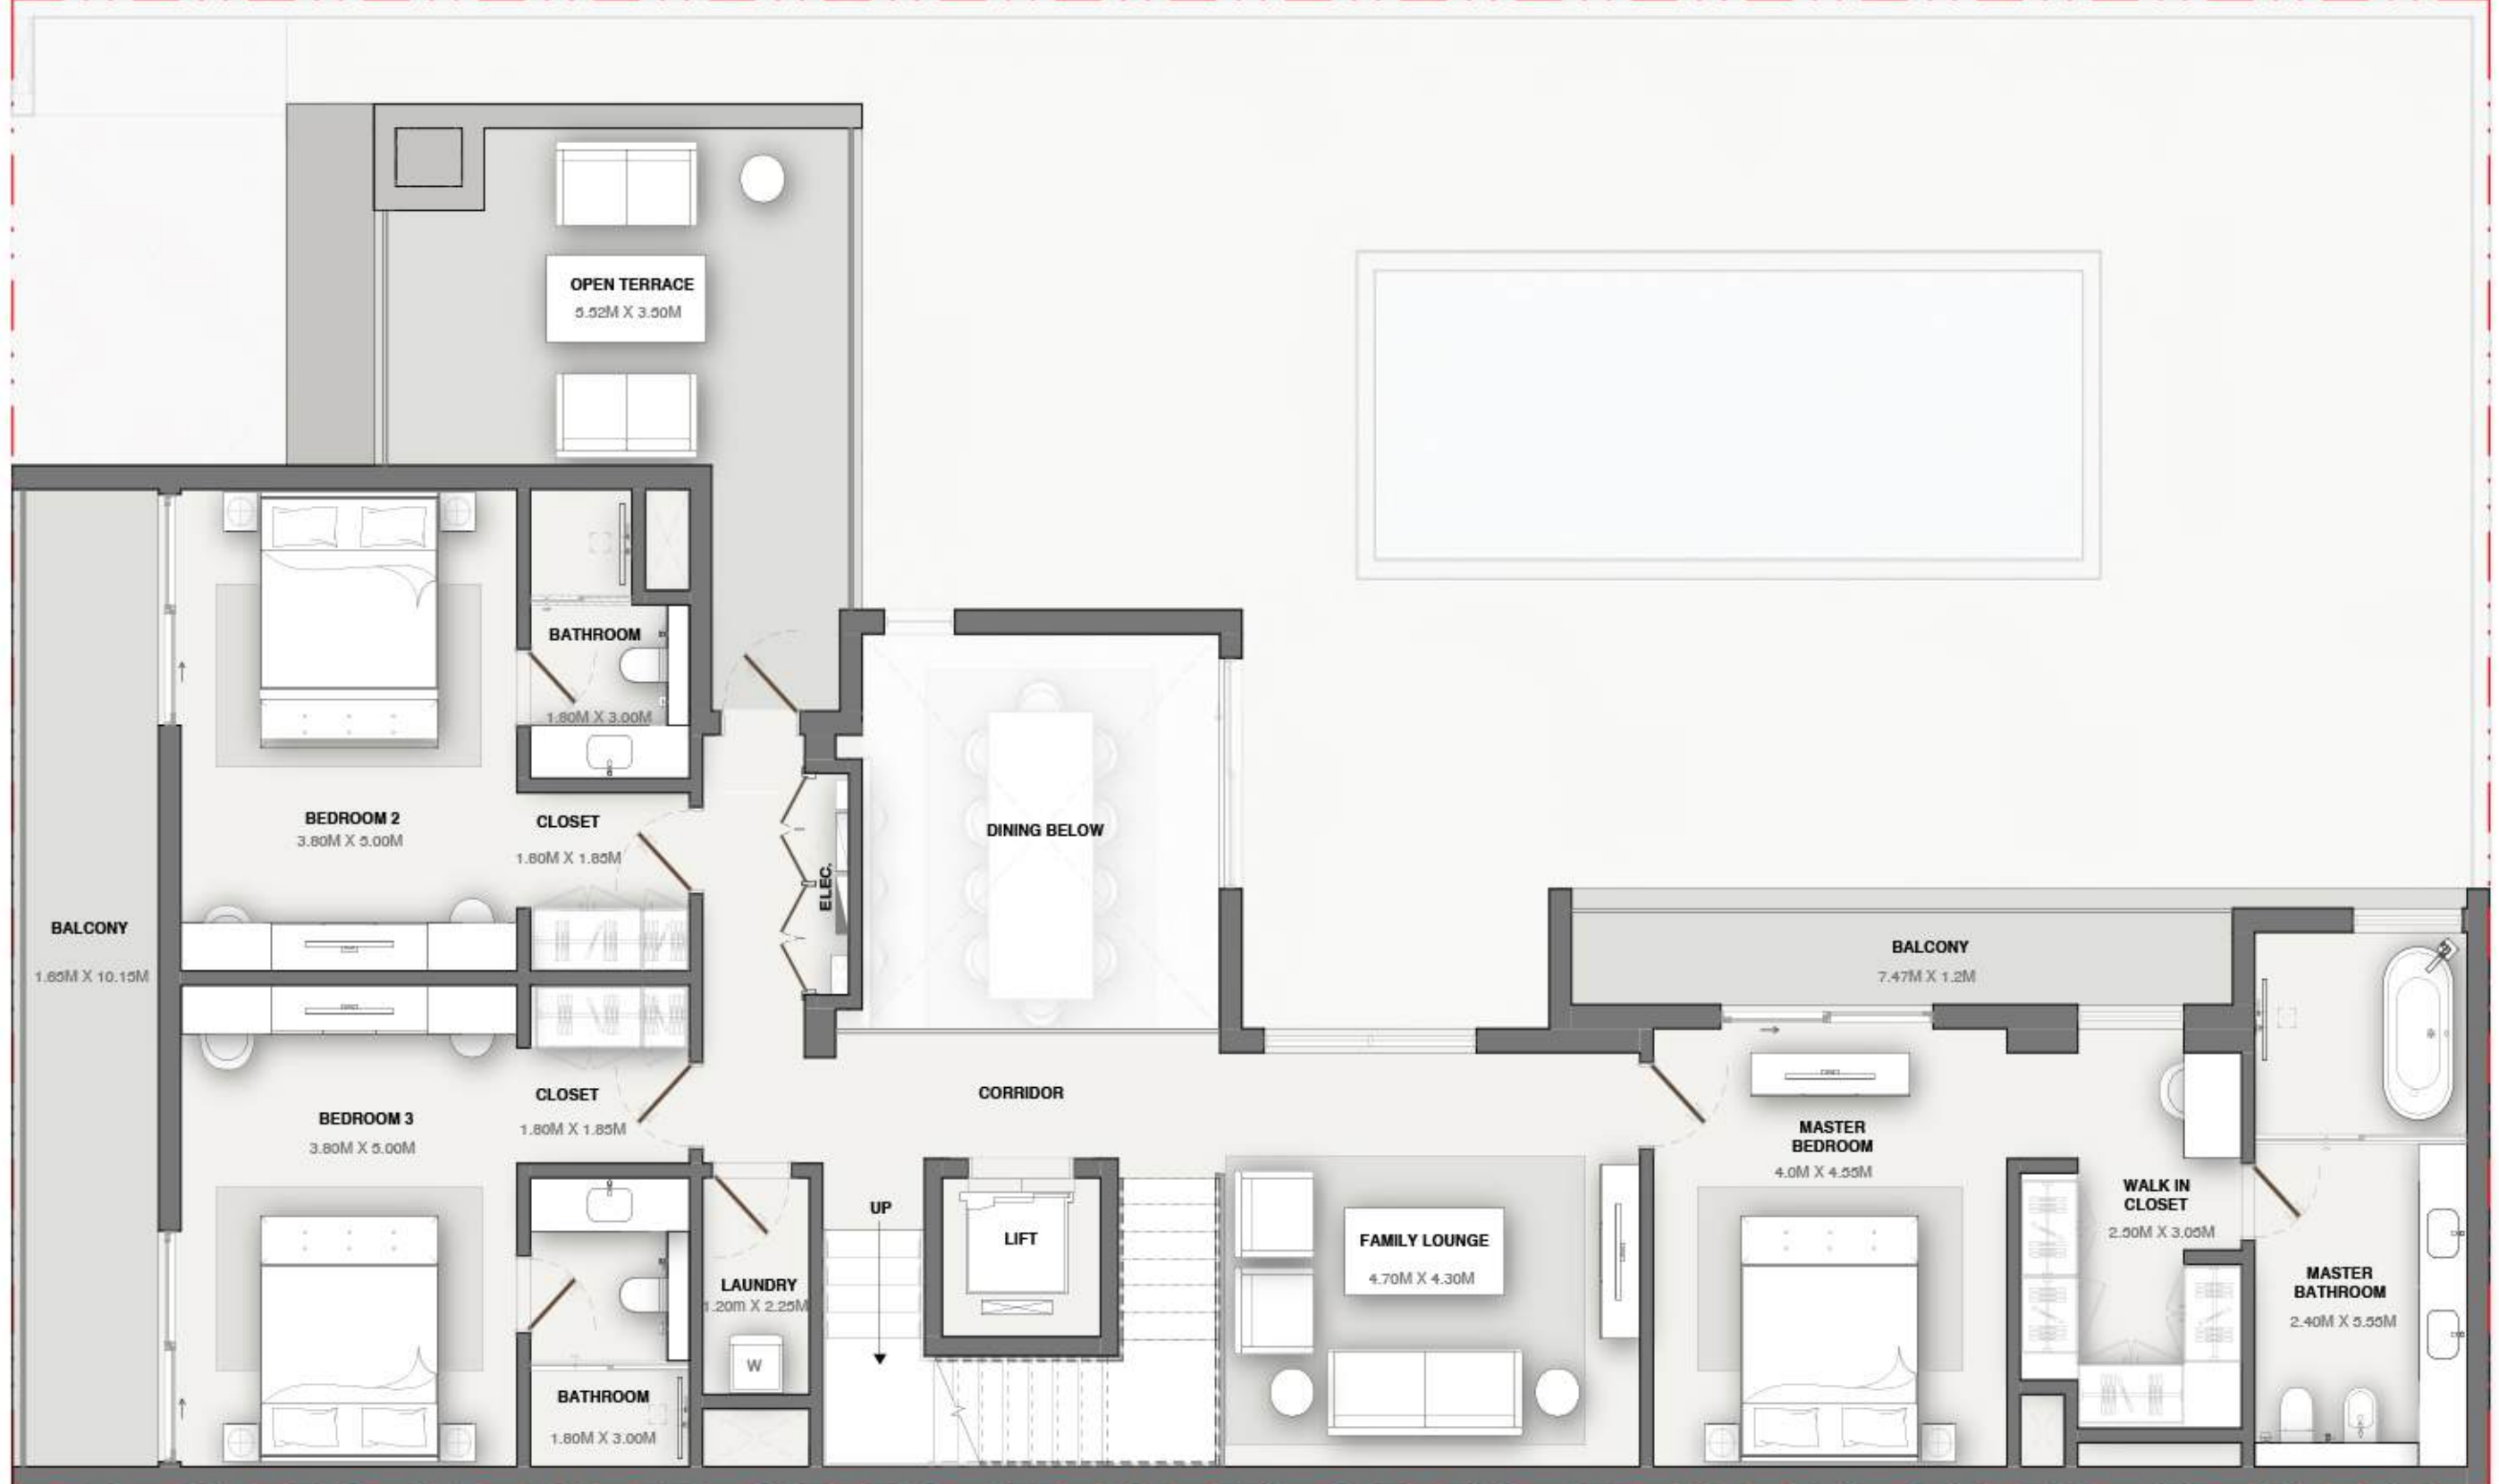 OPEN TERRACE
5.52M X 3.50M
BATHROOM
1.80M X 3.00M
BEDROOM 2
3.80M X 5.00M
CLOSET
1.80M X 1.85M
ELEC.
DINING BELOW
BALCONY
1.65M X 10.15M
BALCONY
7.47M X 1.2M
BEDROOM 3
3.80M X 5.00M
CLOSET
1.80M X 1.85M
CORRIDOR
MASTER
BEDROOM
4.0M X 4.55M
WALK IN
CLOSET
2.50M X 3.05M
UP
LIFT
FAMILY LOUNGE
4.70M X 4.30M
LAUNDRY
1.20m X 2.25M
W
MASTER
BATHROOM
2.40M X 5.55M
BATHROOM
1.80M X 3.00M